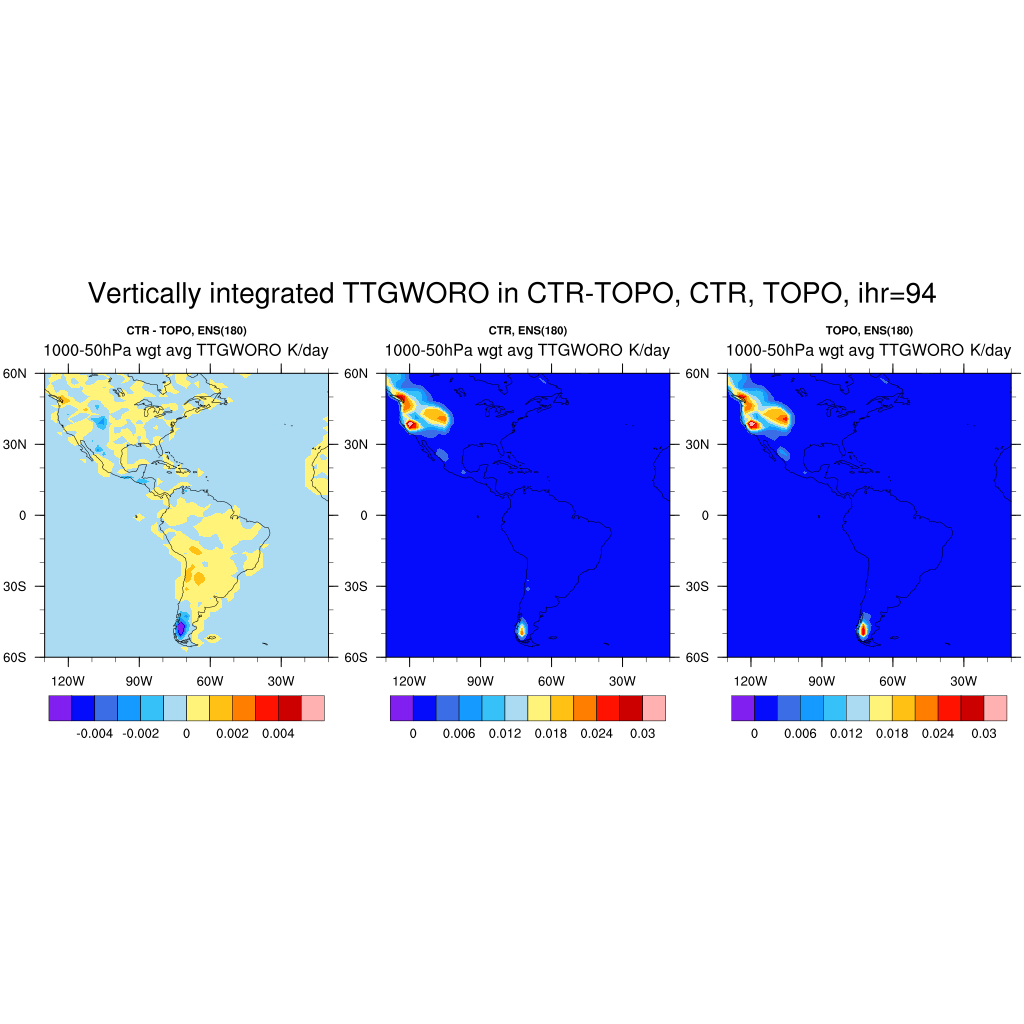 Vertically integrated TTGWORO in CTR-TOPO, CTR, TOPO, ihr=94
CTR - TOPO, ENS(180)
1000-50hPa wgt avg TTGWORO K/day
60N
30N
0
30S
60S
120W 90W 60W 30W
-0.004 -0.002 0 0.002 0.004
CTR, ENS(180)
1000-50hPa wgt avg TTGWORO K/day
60N
30N
0
30S
60S
120W 90W 60W 30W
0 0.006 0.012 0.018 0.024 0.03
TOPO, ENS(180)
1000-50hPa wgt avg TTGWORO K/day
60N
30N
0
30S
60S
120W 90W 60W 30W
0 0.006 0.012 0.018 0.024 0.03